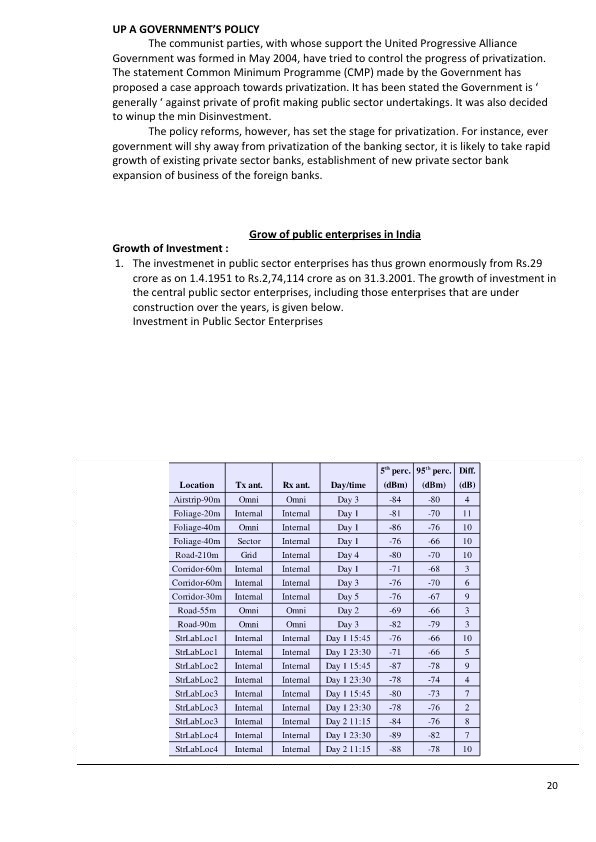 UP A GOVERNMENT'S POLICY
The communist parties, with whose support the United Progressive Alliance
Government was formed in May 2004, have tried to control the progress of privatization.
The statement Common Minimum Programme (CMP) made by the Government has
proposed a case approach towards privatization. It has been stated the Government is ‘
generally ‘ against private of profit making public sector undertakings. It was also decided
to winup the min Disinvestment.
The policy reforms, however, has set the stage for privatization. For instance, ever
government will shy away from privatization of the banking sector, it is likely to take rapid
growth of existing private sector banks, establishment of new private sector bank
expansion of business of the foreign banks.
Grow of public enterprises in India
Growth of Investment :
1. The investmenet in public sector enterprises has thus grown enormously from Rs.29
crore as on 1.4.1951 to Rs.2,74,114 crore as on 31.3.2001. The growth of investment in
the central public sector enterprises, including those enterprises that are under
construction over the years, is given below.
Investment in Public Sector Enterprises
5th perc. 95th perc. Diff.
Location Tx ant. Rx ant. Day/time (dBm) (dBm) (dB)
Airstrip-90m Omni Omni Day 3 -84 -80 4
Foliage-20m Internal Internal Day 1 -81 -70 11
Foliage-40m Omni Internal Day 1 -86 -76 10
Foliage-40m Sector Internal Day 1 -76 -66 10
Road-210m Grid Internal Day 4 -80 -70 10
Corridor-60m Internal Internal Day 1 -71 -68 3
Corridor-60m Internal Internal Day 3 -76 -70 6
Corridor-30m Internal Internal Day 5 -76 -67 9
Road-55m Omni Omni Day 2 -69 -66 3
Road-90m Omni Omni Day 3 -82 -79 3
StrLabLoc1 Internal Internal Day 1 15:45 -76 -66 10
StrLabLoc1 Internal Internal Day 1 23:30 -71 -66 5
StrLabLoc2 Internal Internal Day 1 15:45 -87 -78 9
StrLabLoc2 Internal Internal Day 1 23:30 -78 -74 4
StrLabLoc3 Internal Internal Day 1 15:45 -80 -73 7
StrLabLoc3 Internal Internal Day 1 23:30 -78 -76 2
StrLabLoc3 Internal Internal Day 2 11:15 -84 -76 8
StrLabLoc4 Internal Internal Day 1 23:30 -89 -82 7
StrLabLoc4 Internal Internal Day 2 11:15 -88 -78 10
20